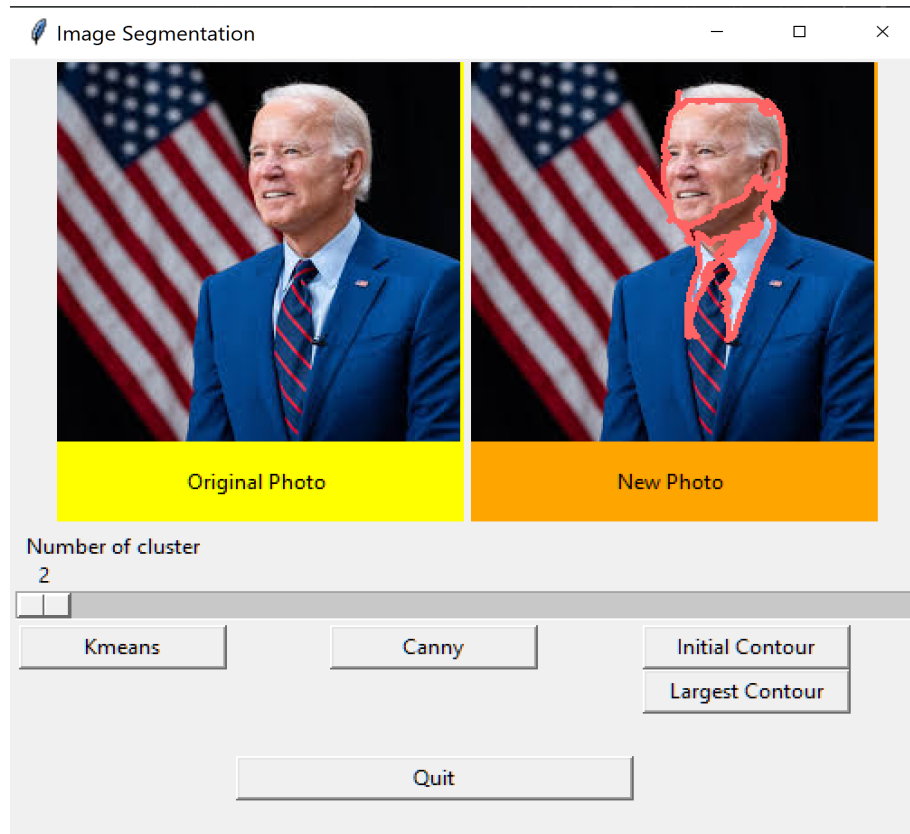 Image Segmentation
Original Photo
New Photo
Number of cluster
2
Kmeans
Canny
Initial Contour
Largest Contour
Quit